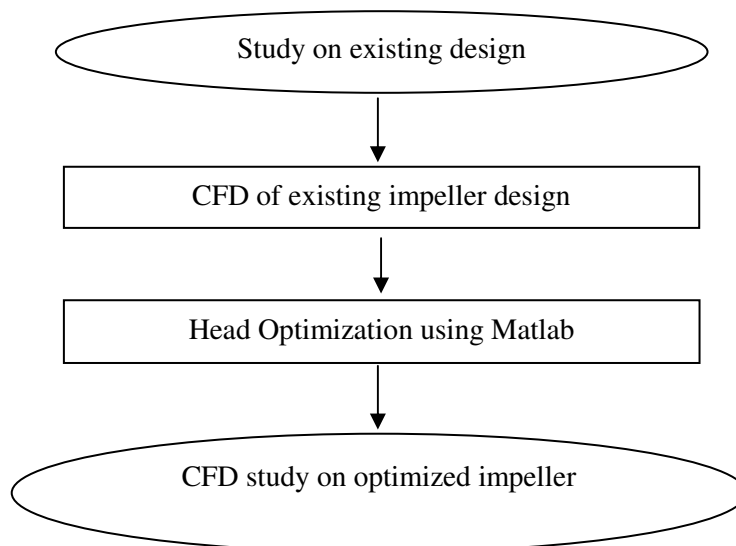 Study on existing design
CFD of existing impeller design
Head Optimization using Matlab
CFD study on optimized impeller